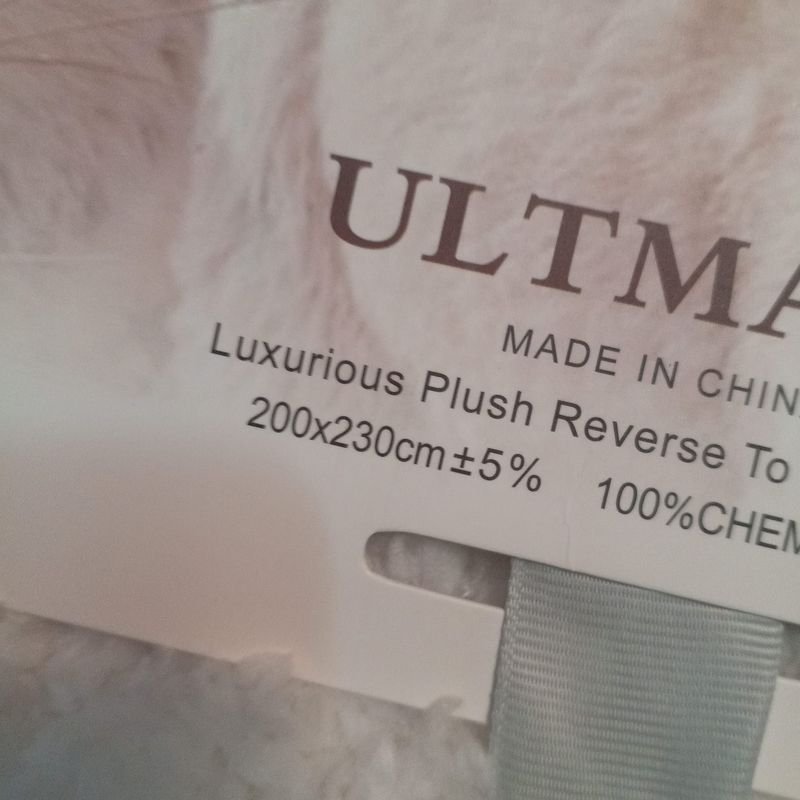 ULTMA
MADE IN CHIN
Luxurious Plush Reverse To
200x230cm±5% 100%CHEM